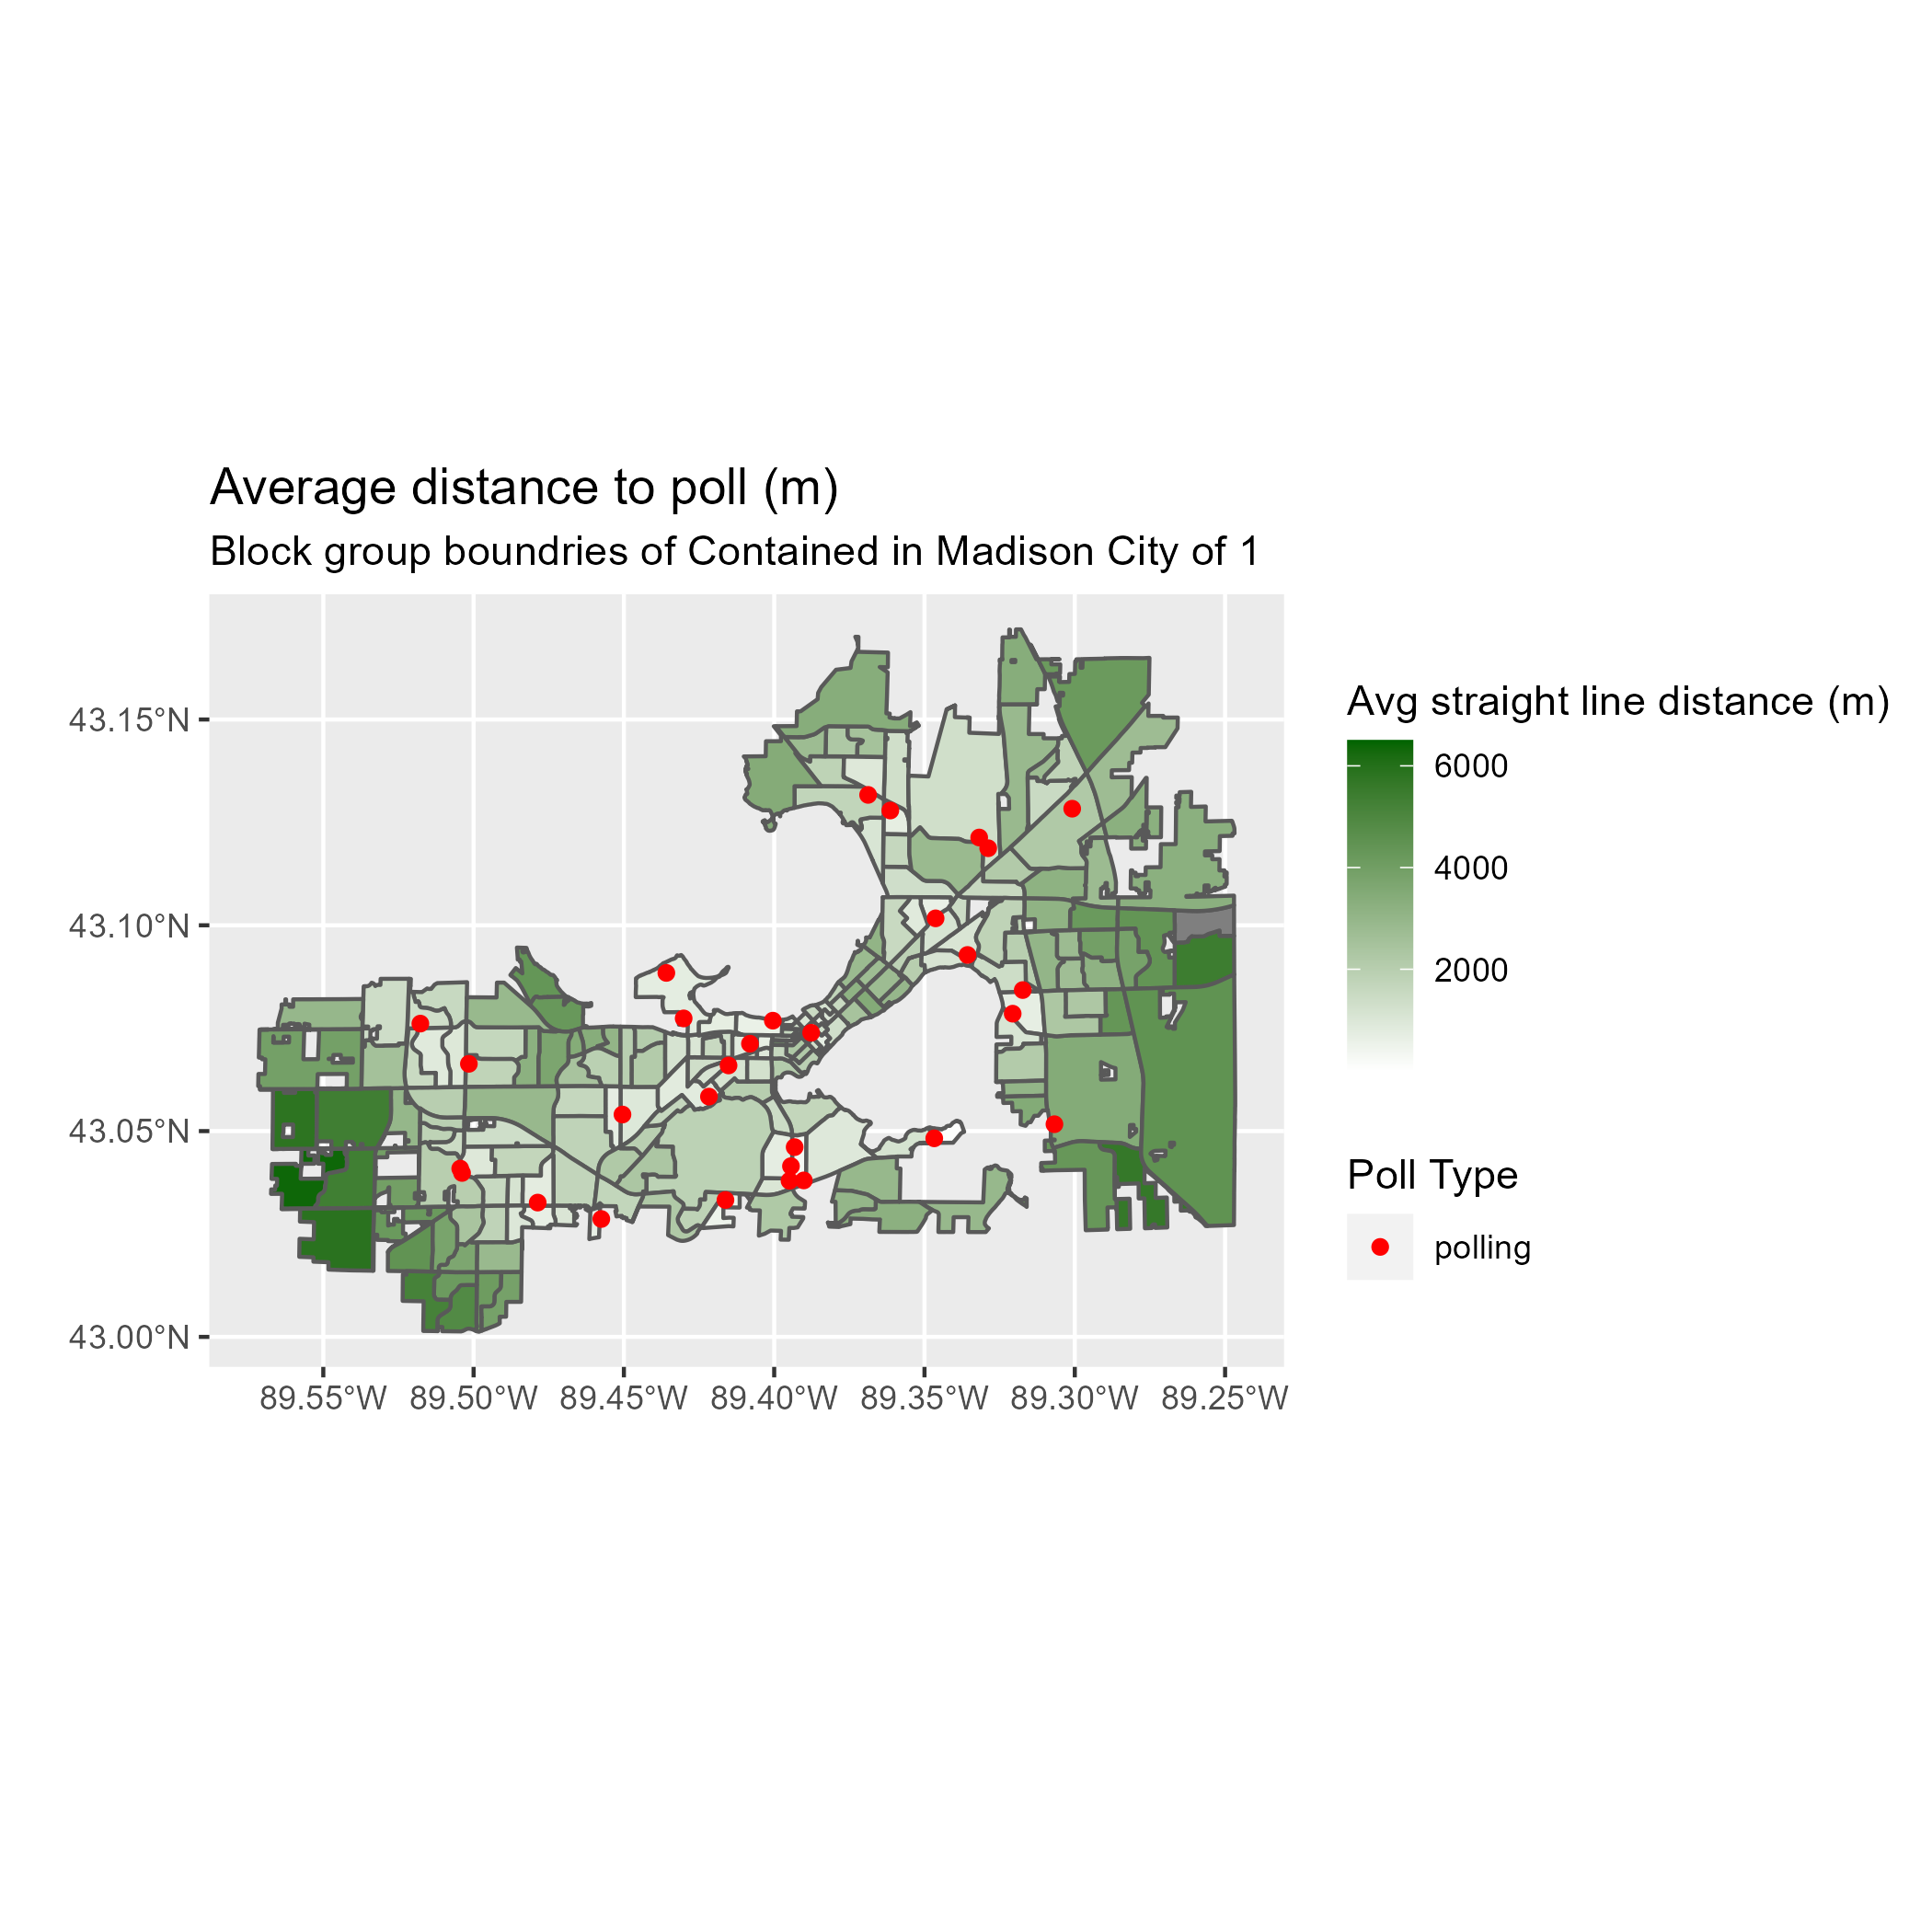 Average distance to poll (m)
Block group boundries of Contained in Madison City of 1
43.15°N
43.10°N
43.05°N
43.00°N
89.55°W 89.50°W 89.45°W 89.40°W 89.35°W 89.30°W 89.25°W
Avg straight line distance (m)
6000
4000
2000
Poll Type
polling